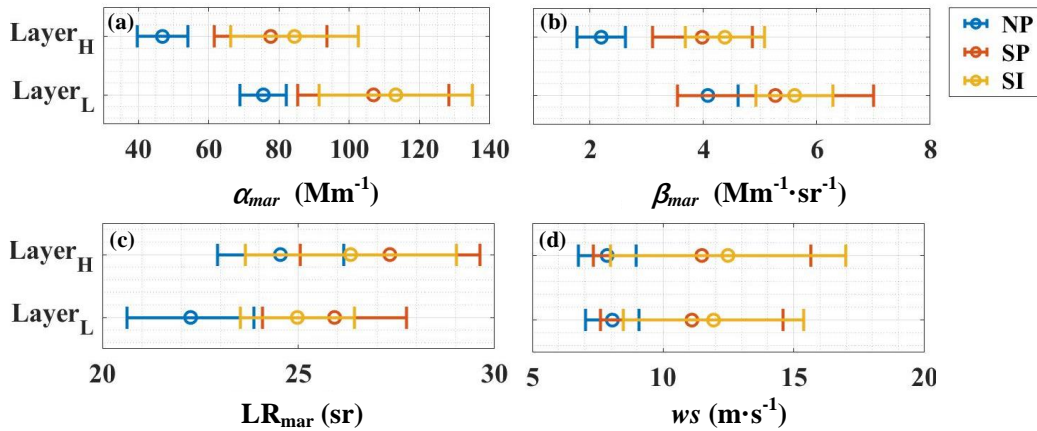 (a)
Layer_H
Layer_L
40 60 80 100 120 140
α_mar (Mm⁻¹)
(b)
2 4 6 8
β_mar (Mm⁻¹·sr⁻¹)
NP
SP
SI
(c)
Layer_H
Layer_L
20 25 30
LR_mar (sr)
(d)
5 10 15 20
ws (m·s⁻¹)